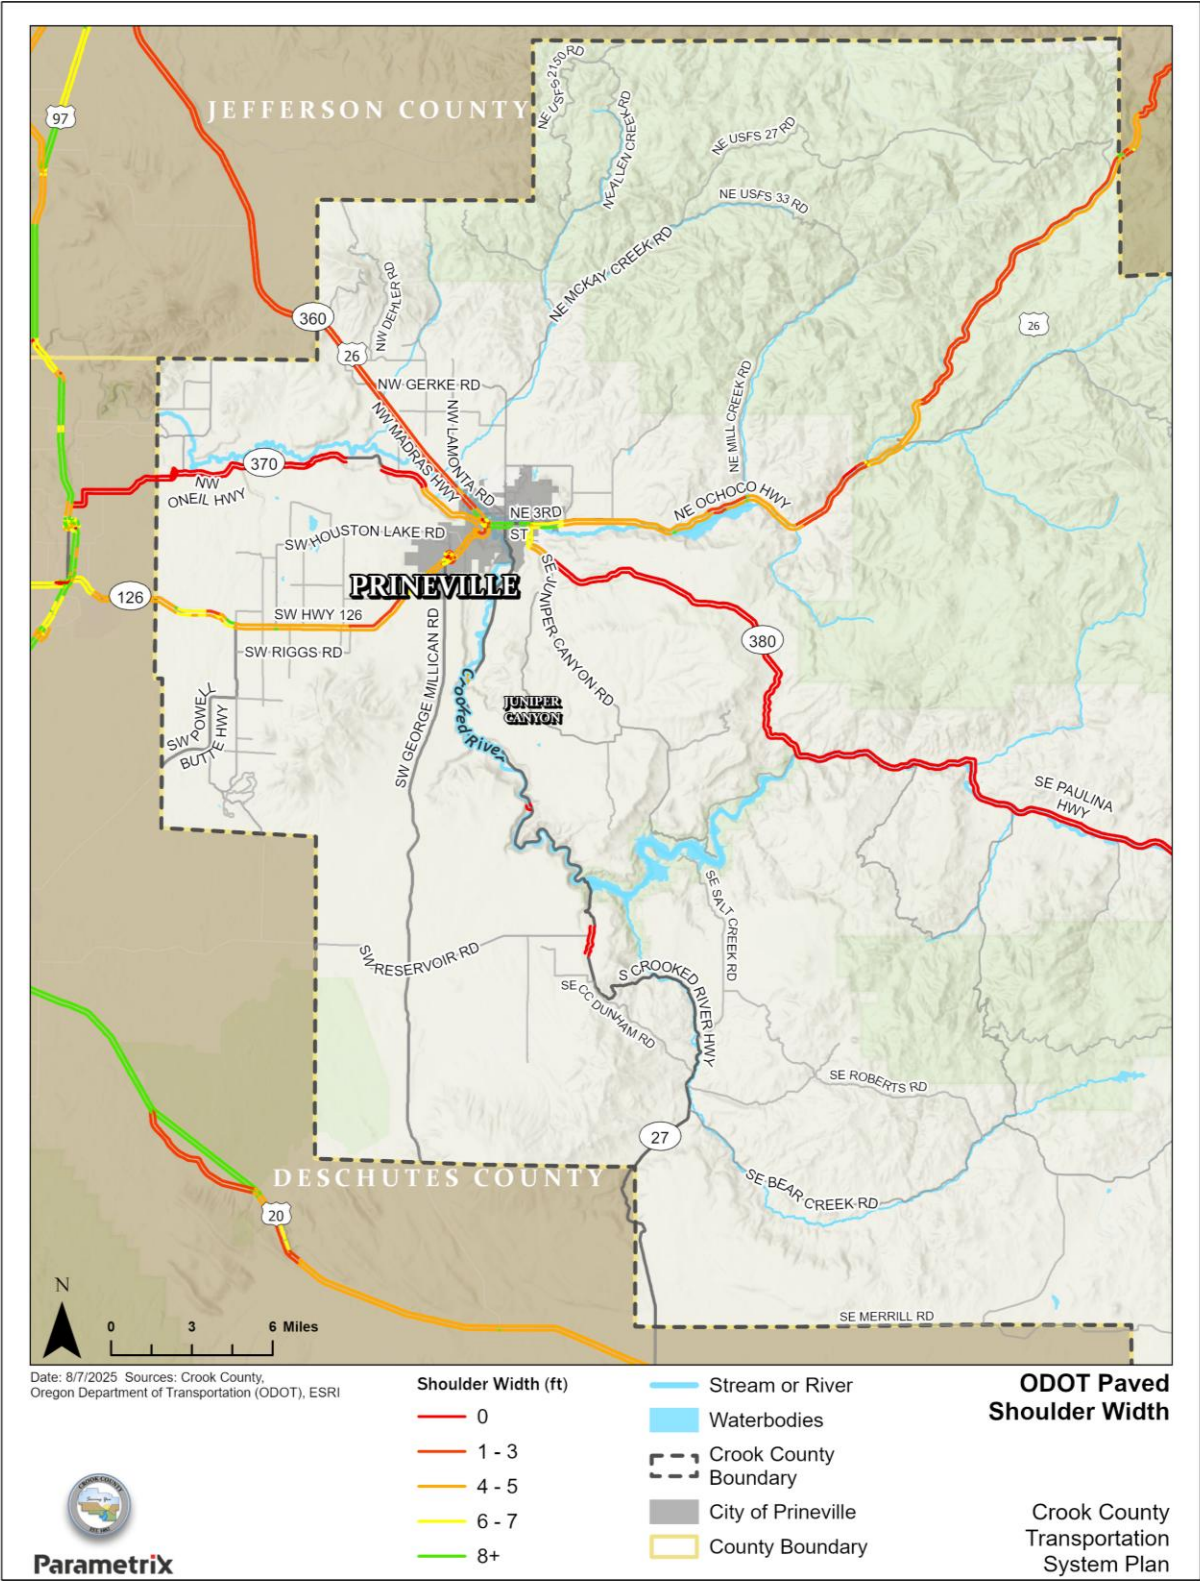 JEFFERSON COUNTY
97
NE USFS 2150 RD
NE ALLEN CREEK RD
NE USFS 27 RD
NE USFS 33 RD
NE MCKAY CREEK RD
NW DEHLER RD
360
26
26
NW GERKE RD
NW LAMONTA RD
NW MADRAS HWY
NE MILL CREEK RD
370
NW
ONEIL HWY
NE OCHOCO HWY
NE 3RD
ST
SW HOUSTON LAKE RD
PRINEVILLE
126
SW HWY 126
SW RIGGS RD
SE JUNIPER CANYON RD
380
SW GEORGE MILLICAN RD
Crooked River
JUNIPER
CANYON
SW POWELL
BUTTE HWY
SE PAULINA
HWY
SE SALT CREEK RD
SW RESERVOIR RD
S CROOKED RIVER HWY
SE CC DUNHAM RD
SE ROBERTS RD
27
DESCHUTES COUNTY
SE BEAR CREEK RD
20
SE MERRILL RD
N
0 3 6 Miles
Date: 8/7/2025 Sources: Crook County,
Oregon Department of Transportation (ODOT), ESRI
Shoulder Width (ft)
0
1 - 3
4 - 5
6 - 7
8+
Stream or River
Waterbodies
Crook County
Boundary
City of Prineville
County Boundary
ODOT Paved
Shoulder Width
Crook County
Transportation
System Plan
CROOK COUNTY
Parametrix